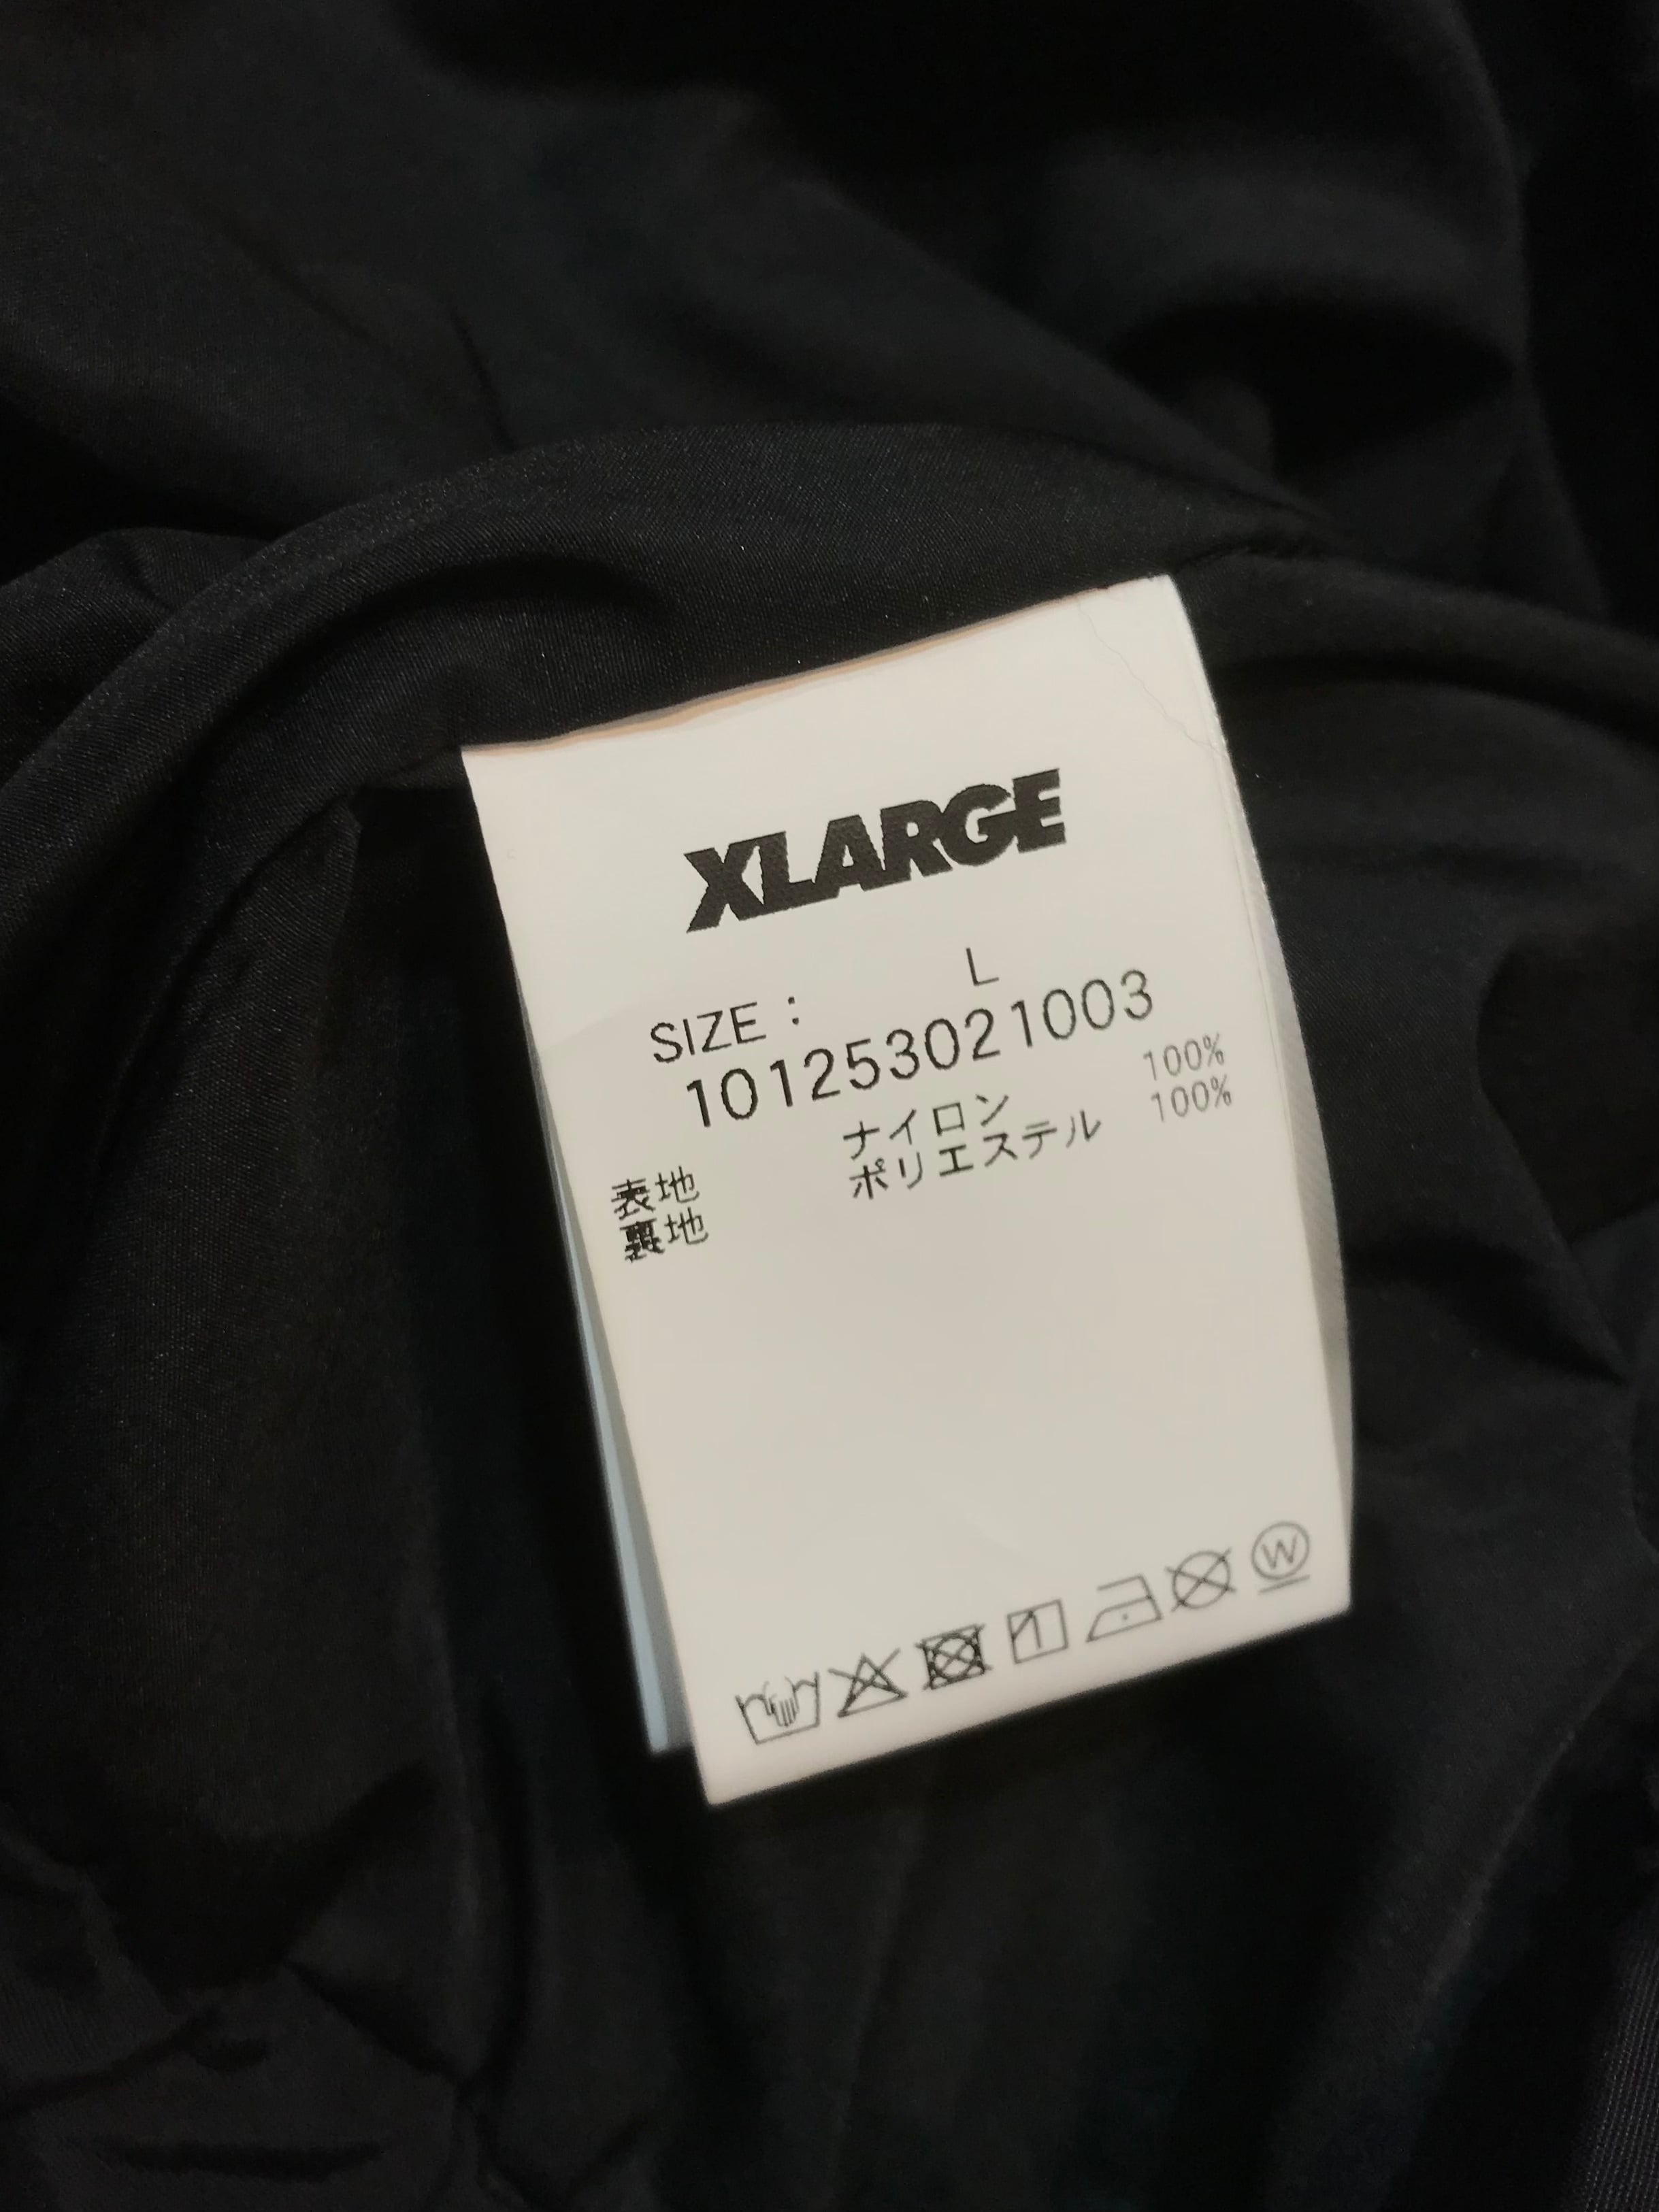 XLARGE
SIZE : L
101253021003
表地 ナイロン 100%
裏地 ポリエステル 100%
W